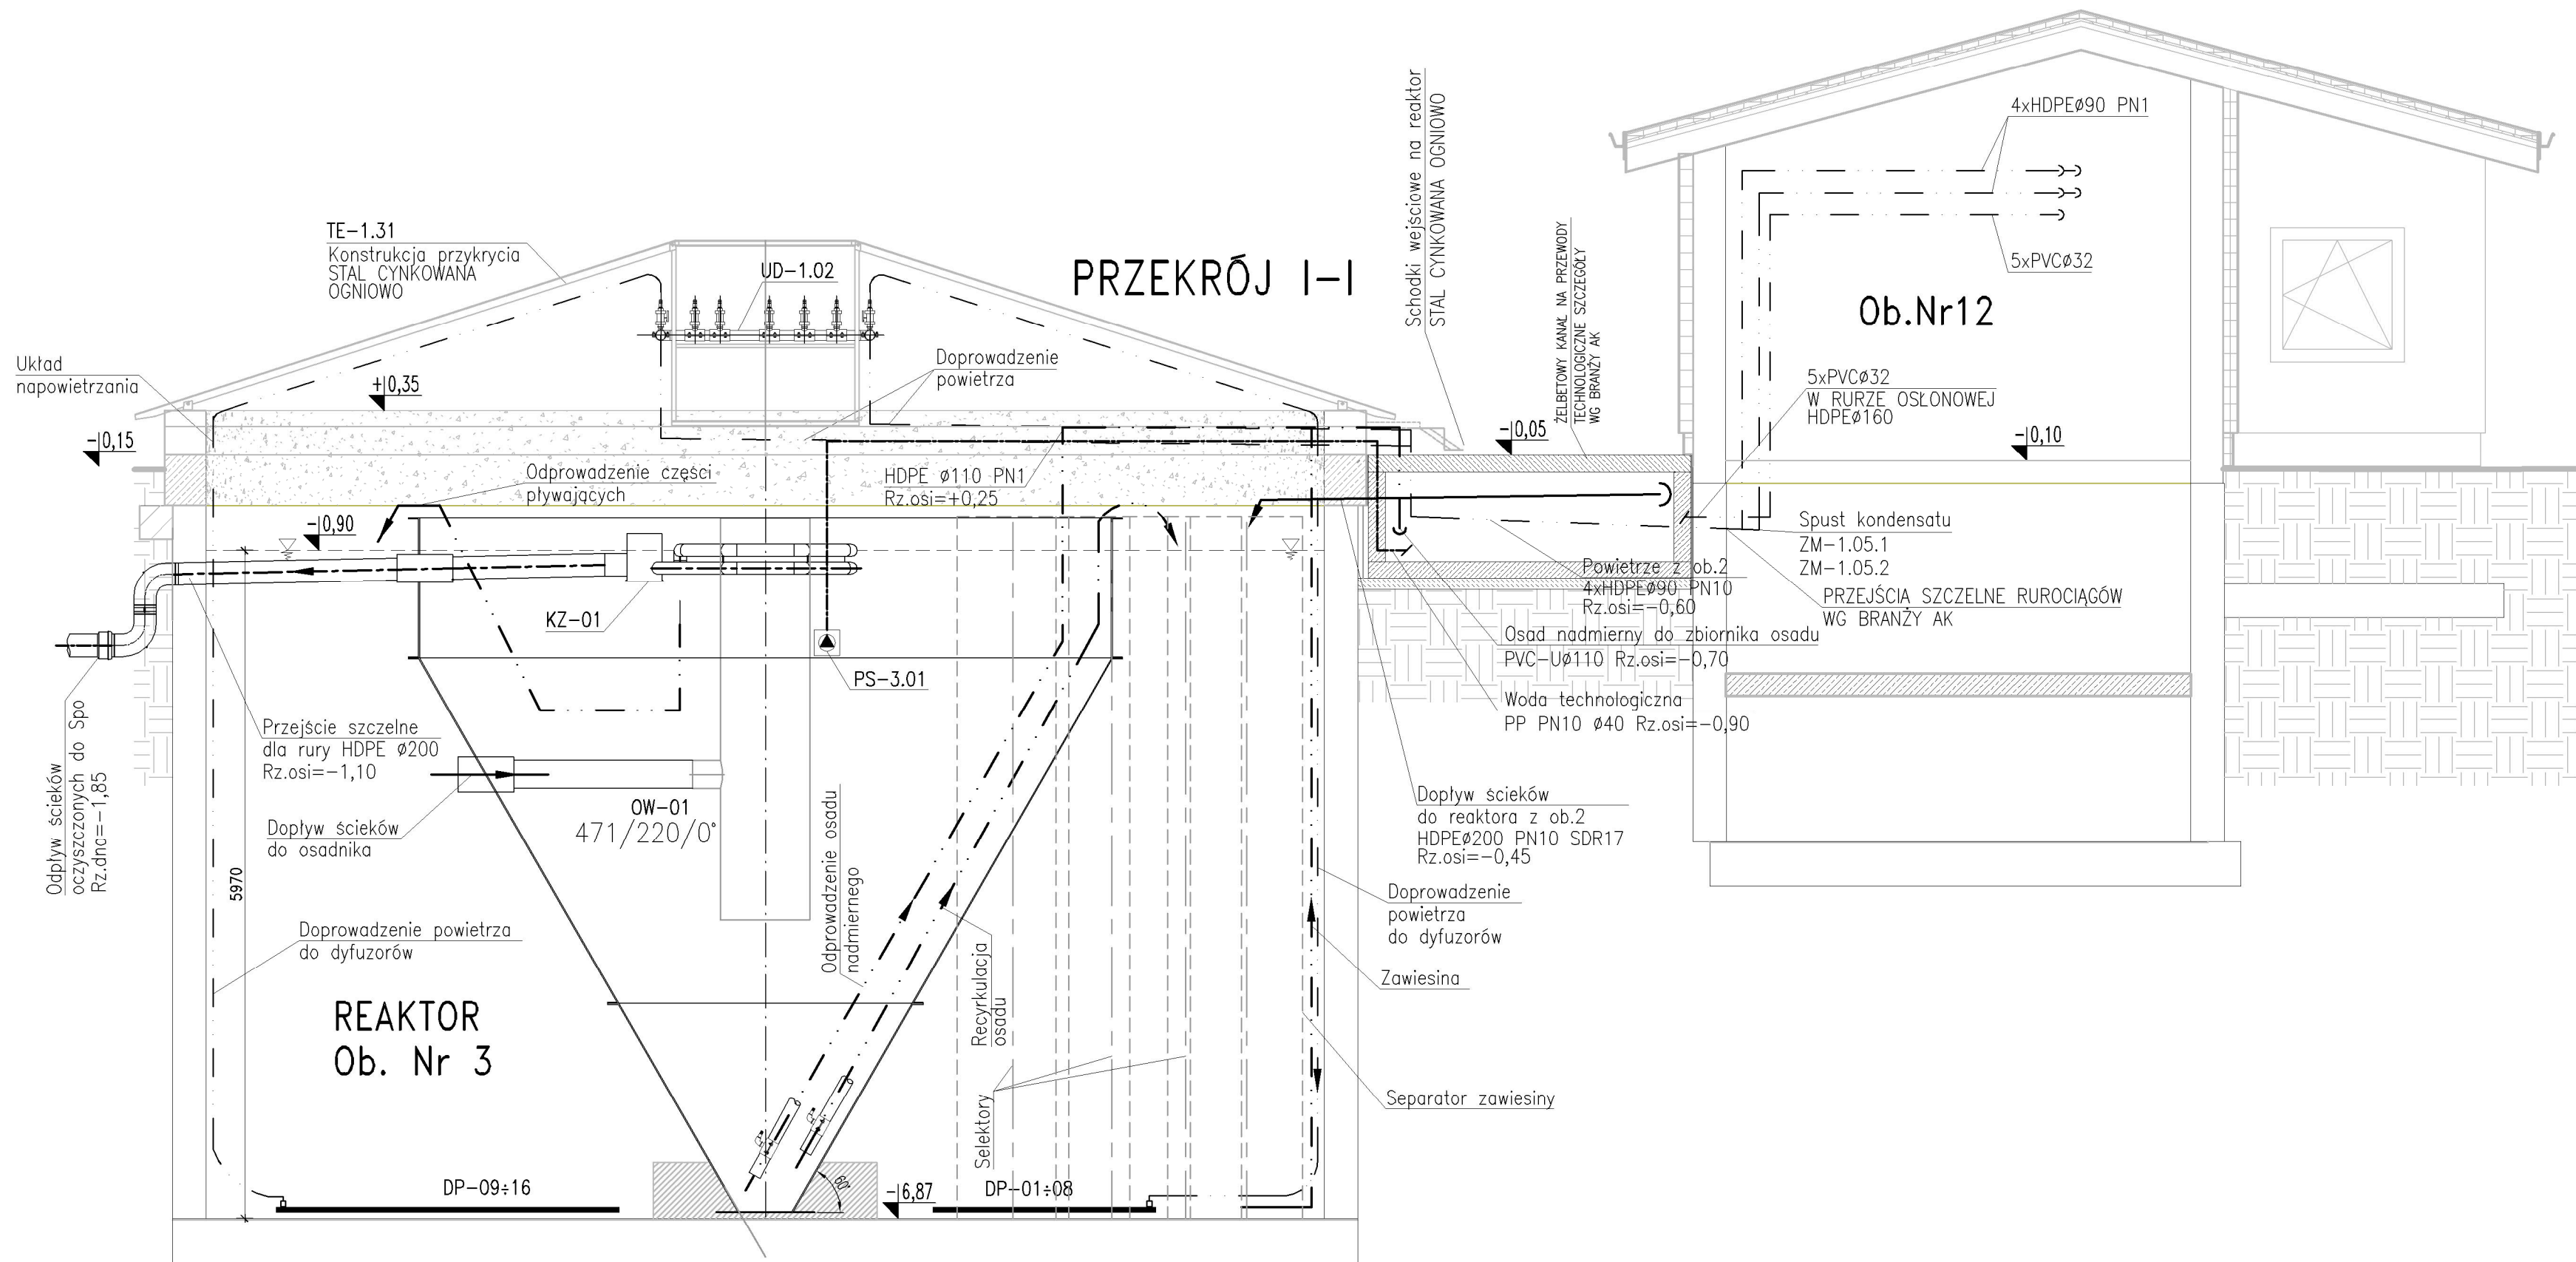 PRZEKRÓJ I-I
TE-1.31
Konstrukcja przykrycia
STAL CYNKOWANA
OGNIOWO
UD-1.02
Układ
napowietrzania
+0,35
-0,15
Doprowadzenie
powietrza
Odprowadzenie części
pływających
HDPE ø110 PN1
Rz.osi=+0,25
-0,90
KZ-01
PS-3.01
Przejście szczelne
dla rury HDPE ø200
Rz.osi=-1,10
Odpływ ścieków
oczyszczonych do Spo
Rz.dna=-1,85
Dopływ ścieków
do osadnika
OW-01
471/220/0°
5970
Doprowadzenie powietrza
do dyfuzorów
REAKTOR
Ob. Nr 3
Odprowadzenie osadu
nadmiernego
Recyrkulacja
osadu
Selektory
DP-09÷16
60°
-6,87
DP-01÷08
Schodki wejściowe na reaktor
STAL CYNKOWANA OGNIOWO
ŻELBETOWY KANAŁ NA PRZEWODY
TECHNOLOGICZNE SZCZEGÓŁY
WG BRANŻY AK
-0,05
4xHDPEø90 PN1
5xPVCø32
Ob.Nr12
5xPVCø32
W RURZE OSŁONOWEJ
HDPEø160
-0,10
Spust kondensatu
ZM-1.05.1
ZM-1.05.2
PRZEJŚCIA SZCZELNE RUROCIĄGÓW
WG BRANŻY AK
Powietrze z ob.2
4xHDPEø90 PN10
Rz.osi=-0,60
Osad nadmierny do zbiornika osadu
PVC-Uø110 Rz.osi=-0,70
Woda technologiczna
PP PN10 ø40 Rz.osi=-0,90
Dopływ ścieków
do reaktora z ob.2
HDPEø200 PN10 SDR17
Rz.osi=-0,45
Doprowadzenie
powietrza
do dyfuzorów
Zawiesina
Separator zawiesiny